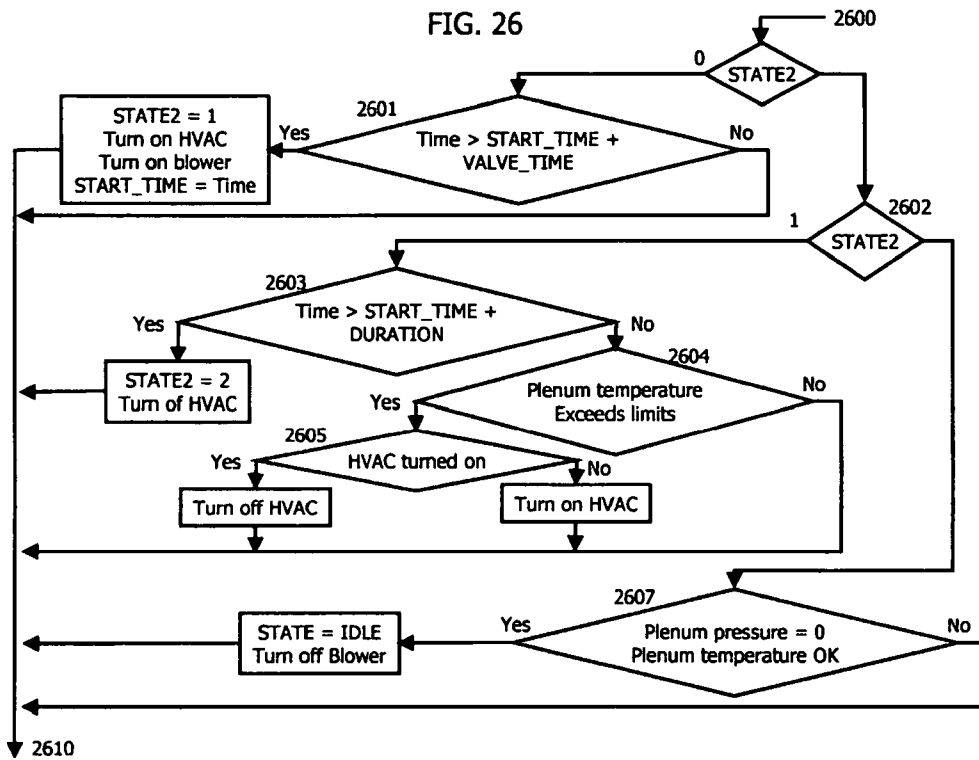 FIG. 26
2600
0
STATE2
2601
STATE2 = 1
Turn on HVAC
Turn on blower
START_TIME = Time
Yes
Time > START_TIME +
VALVE_TIME
No
2602
1
STATE2
2603
Yes
Time > START_TIME +
DURATION
No
2604
STATE2 = 2
Turn of HVAC
Yes
Plenum temperature
Exceeds limits
No
2605
Yes
HVAC turned on
No
Turn off HVAC
Turn on HVAC
2607
STATE = IDLE
Turn off Blower
Yes
Plenum pressure = 0
Plenum temperature OK
No
2610